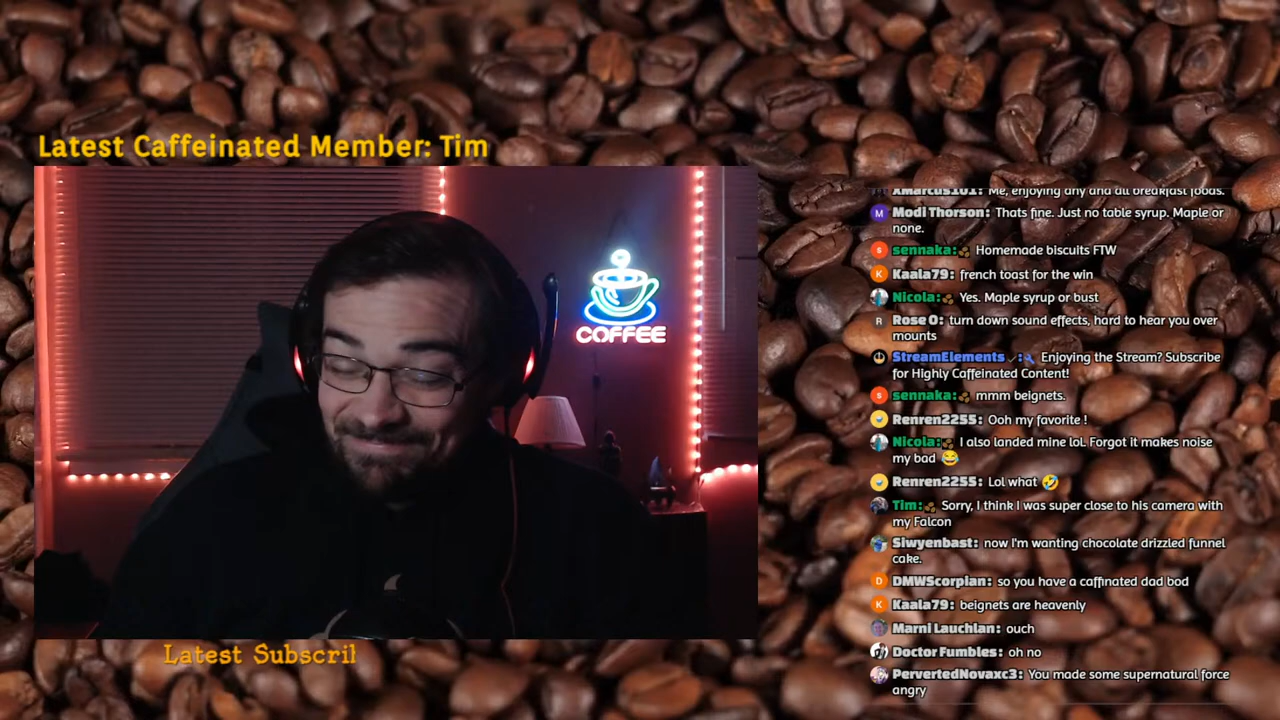 Latest Caffeinated Member: Tim
COFFEE
Latest Subscril
XMarcus101: Me, enjoying any and all breakfast foods.
M Modi Thorson: Thats fine. Just no table syrup. Maple or
none.
s sennaka: Homemade biscuits FTW
K Kaala79: french toast for the win
Nicola: Yes. Maple syrup or bust
R Rose O: turn down sound effects, hard to hear you over
mounts
StreamElements : Enjoying the Stream? Subscribe
for Highly Caffeinated Content!
s sennaka: mmm beignets.
Renren2255: Ooh my favorite !
Nicola: I also landed mine lol. Forgot it makes noise
my bad 😂
Renren2255: Lol what 🤣
Tim: Sorry, I think I was super close to his camera with
my Falcon
Siwyenbast: now I'm wanting chocolate drizzled funnel
cake.
D DMWScorpian: so you have a caffinated dad bod
K Kaala79: beignets are heavenly
Marni Lauchlan: ouch
Doctor Fumbles: oh no
PervertedNovaxc3: You made some supernatural force
angry